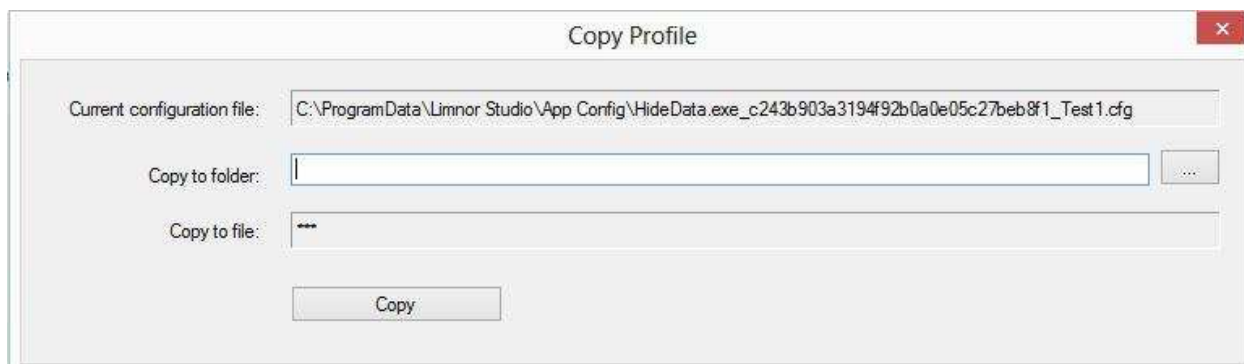 Copy Profile
Current configuration file: C:\ProgramData\Limnor Studio\App Config\HideData.exe_c243b903a3194f92b0a0e05c27beb8f1_Test1.cfg
Copy to folder: ...
Copy to file: ***
Copy